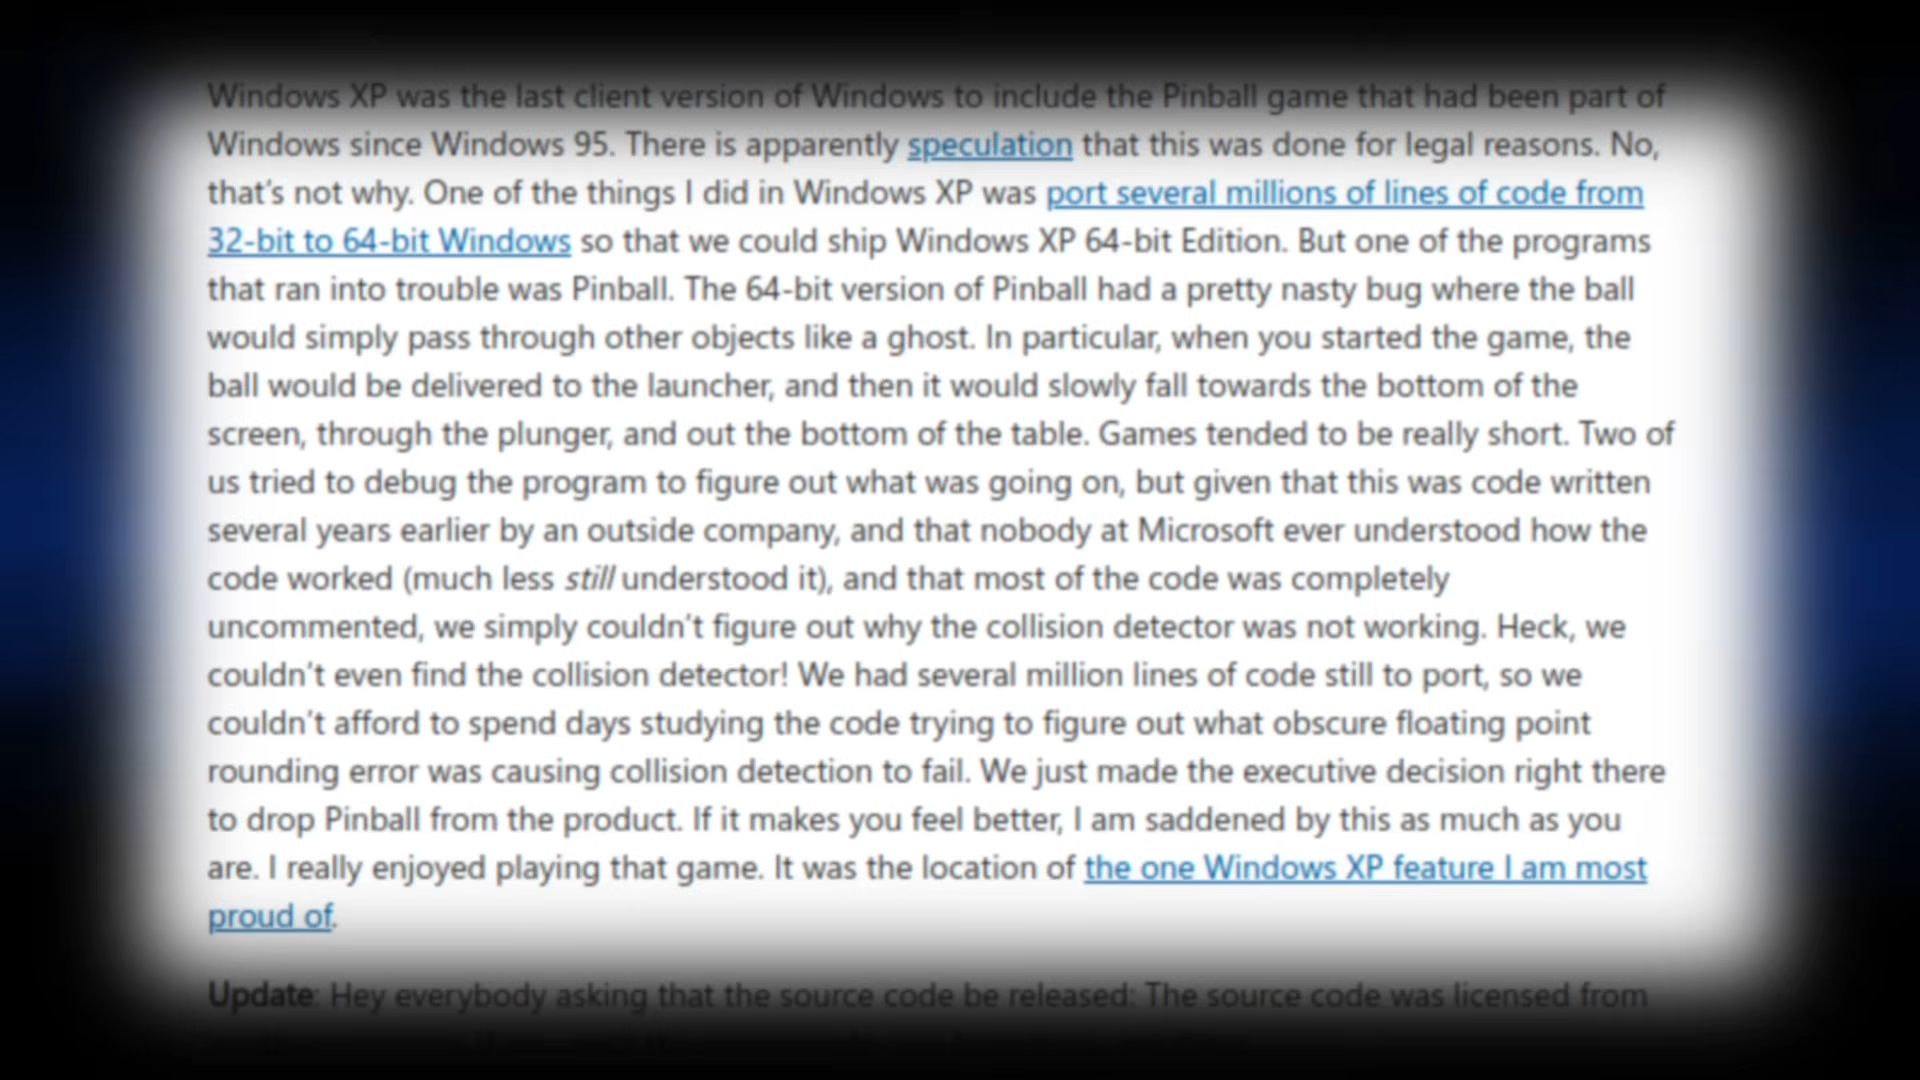 Windows XP was the last client version of Windows to include the Pinball game that had been part of
Windows since Windows 95. There is apparently speculation that this was done for legal reasons. No,
that's not why. One of the things I did in Windows XP was port several millions of lines of code from
32-bit to 64-bit Windows so that we could ship Windows XP 64-bit Edition. But one of the programs
that ran into trouble was Pinball. The 64-bit version of Pinball had a pretty nasty bug where the ball
would simply pass through other objects like a ghost. In particular, when you started the game, the
ball would be delivered to the launcher, and then it would slowly fall towards the bottom of the
screen, through the plunger, and out the bottom of the table. Games tended to be really short. Two of
us tried to debug the program to figure out what was going on, but given that this was code written
several years earlier by an outside company, and that nobody at Microsoft ever understood how the
code worked (much less still understood it), and that most of the code was completely
uncommented, we simply couldn't figure out why the collision detector was not working. Heck, we
couldn't even find the collision detector! We had several million lines of code still to port, so we
couldn't afford to spend days studying the code trying to figure out what obscure floating point
rounding error was causing collision detection to fail. We just made the executive decision right there
to drop Pinball from the product. If it makes you feel better, I am saddened by this as much as you
are. I really enjoyed playing that game. It was the location of the one Windows XP feature I am most
proud of.
Update: Hey everybody asking that the source code be released: The source code was licensed from